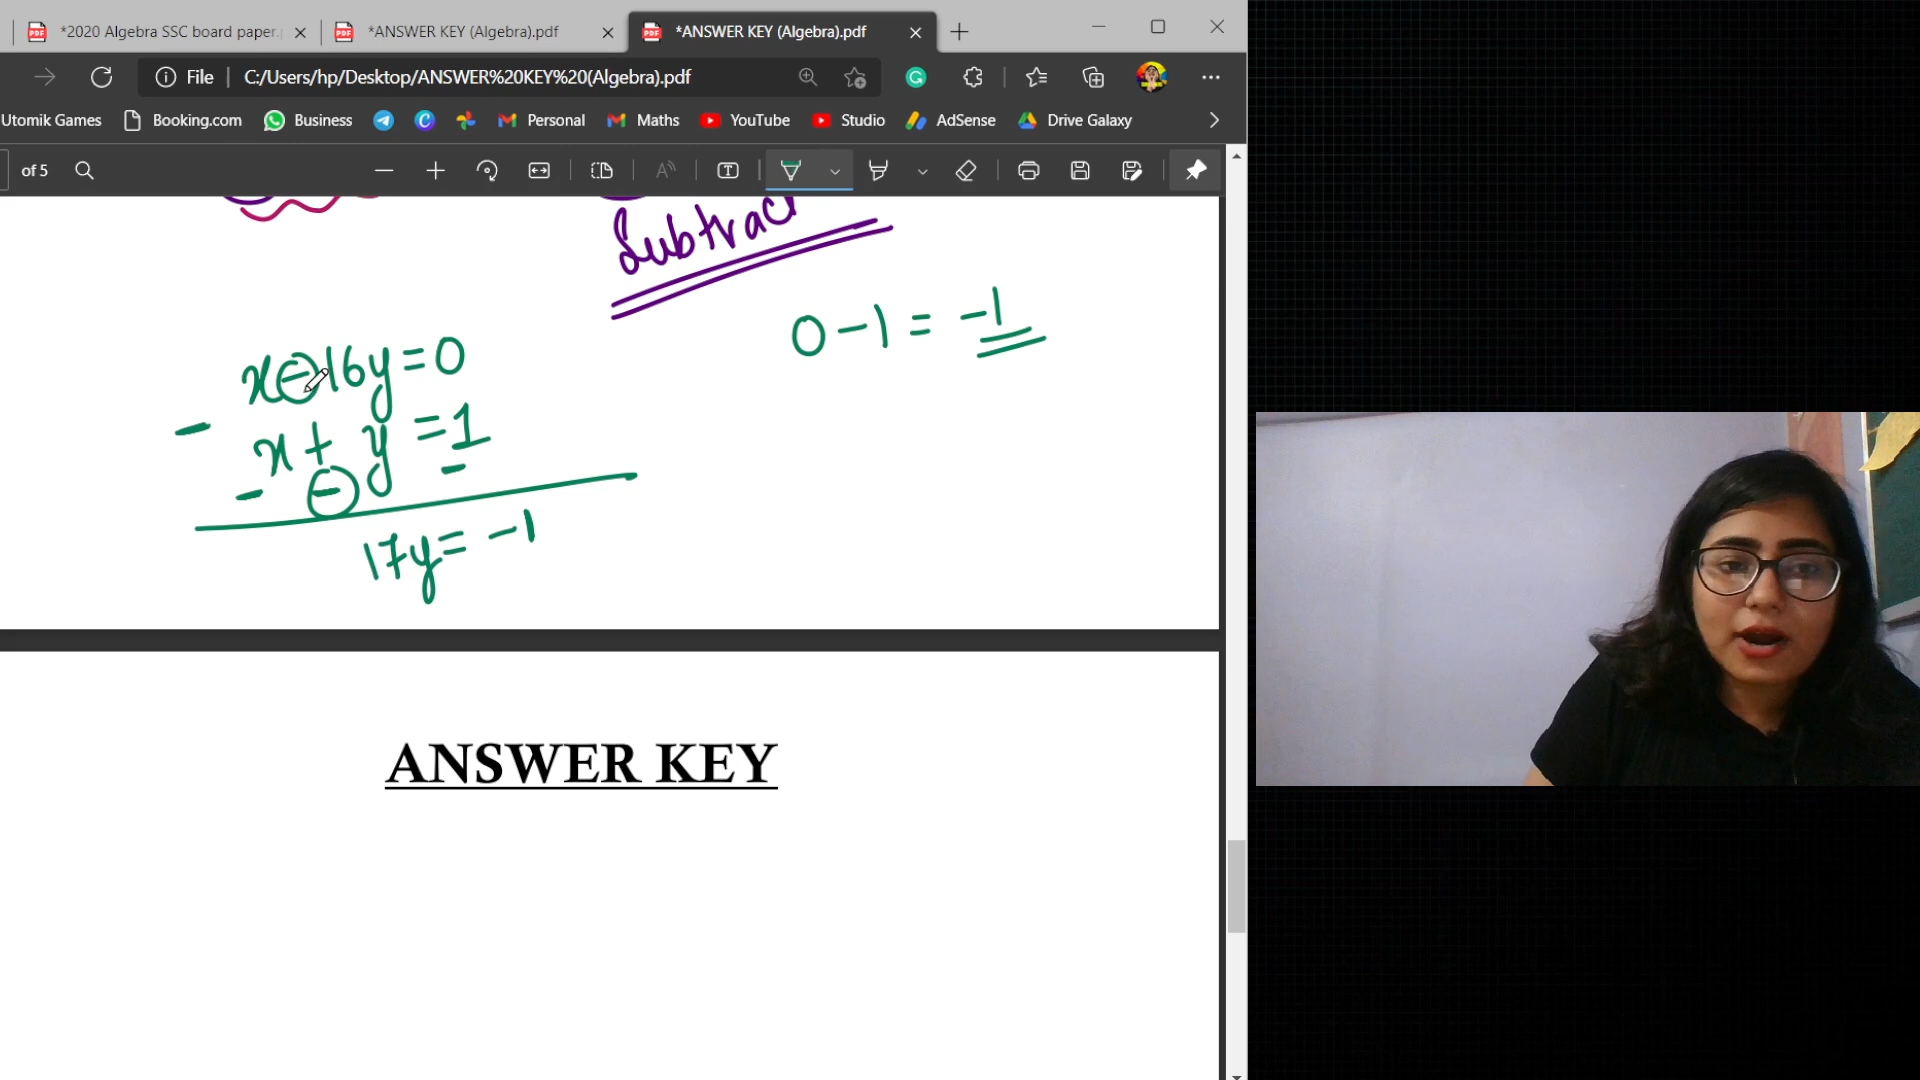 *2020 Algebra SSC board paper.p
*ANSWER KEY (Algebra).pdf
*ANSWER KEY (Algebra).pdf
File
C:/Users/hp/Desktop/ANSWER%20KEY%20(Algebra).pdf
Utomik Games
Booking.com
Business
Personal
Maths
YouTube
Studio
AdSense
Drive Galaxy
of 5
Subtract
0 - 1 = -1
x - 16y = 0
- x + y = 1
- - -
17y = -1
ANSWER KEY